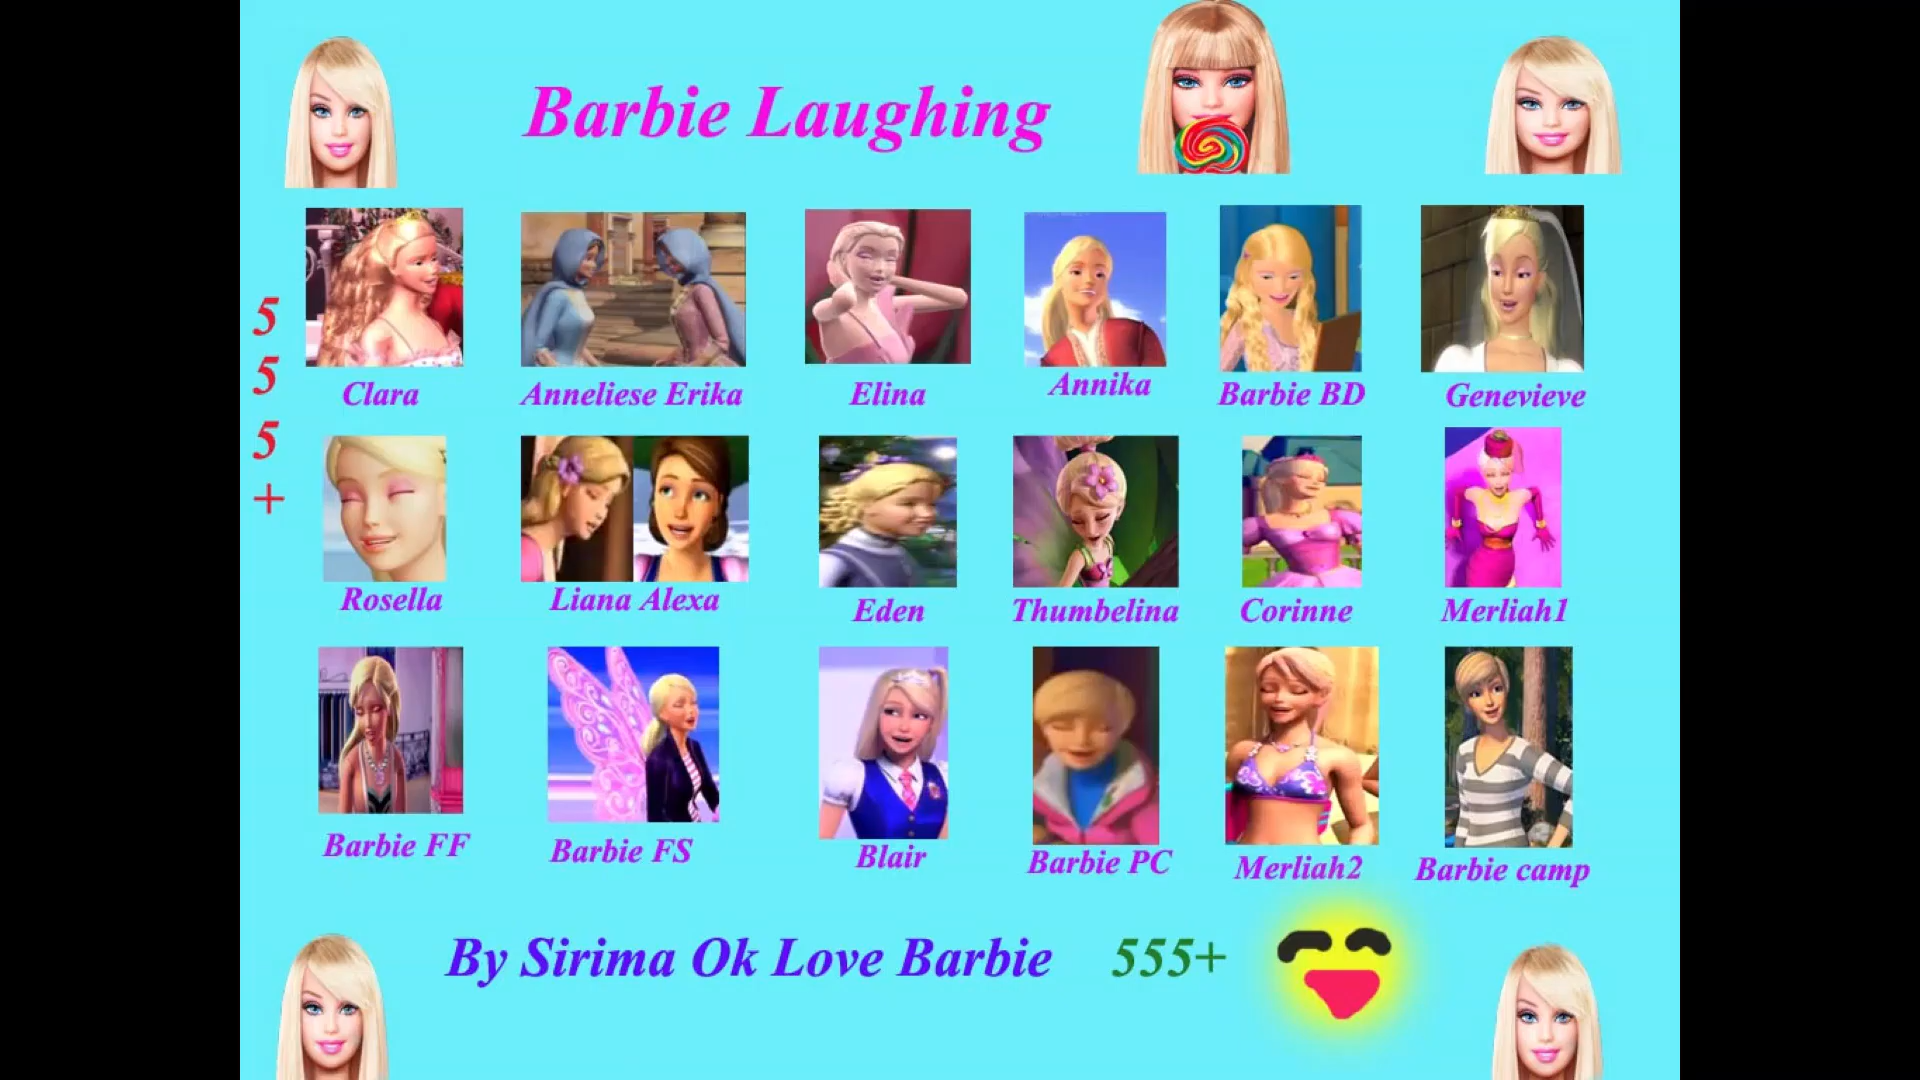 Barbie Laughing
5
5
5
+
Clara
Anneliese Erika
Elina
Annika
Barbie BD
Genevieve
Rosella
Liana Alexa
Eden
Thumbelina
Corinne
Merliah1
Barbie FF
Barbie FS
Blair
Barbie PC
Merliah2
Barbie camp
By Sirima Ok Love Barbie
555+